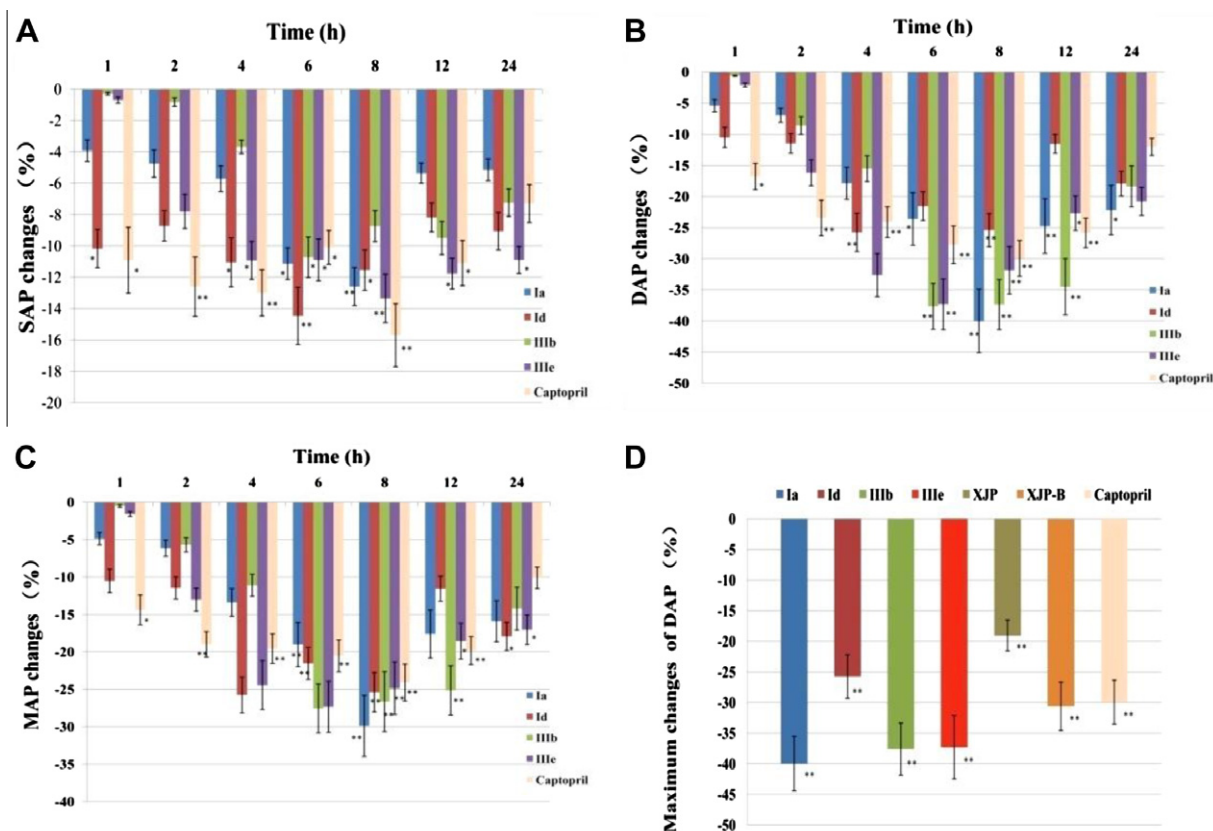 A
Time (h)
1 2 4 6 8 12 24
SAP changes (%)
0
-2
-4
-6
-8
-10
-12
-14
-16
-18
-20
* * * * * ** * * ** * * ** * * ** ** * * **
Ia
Id
IIIb
IIIe
Captopril
B
Time (h)
1 2 4 6 8 12 24
DAP changes (%)
0
-5
-10
-15
-20
-25
-30
-35
-40
-45
-50
Ia
Id
IIIb
IIIe
Captopril
C
Time (h)
1 2 4 6 8 12 24
MAP changes (%)
0
-5
-10
-15
-20
-25
-30
-35
-40
Ia
Id
IIIb
IIIe
Captopril
D
Ia Id IIIb IIIe XJP XJP-B Captopril
Maximum changes of DAP (%)
0
-5
-10
-15
-20
-25
-30
-35
-40
-45
-50
** ** ** ** ** ** **